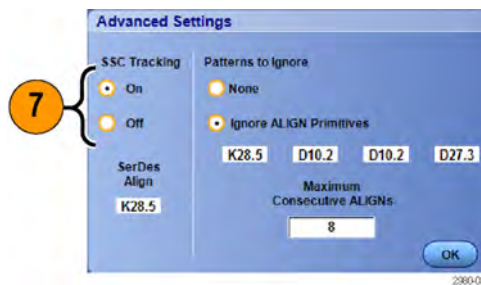 Advanced Settings
SSC Tracking
Patterns to Ignore
7
On
None
Off
Ignore ALIGN Primitives
K28.5 D10.2 D10.2 D27.3
SerDes
Align
K28.5
Maximum
Consecutive ALIGNs
8
OK